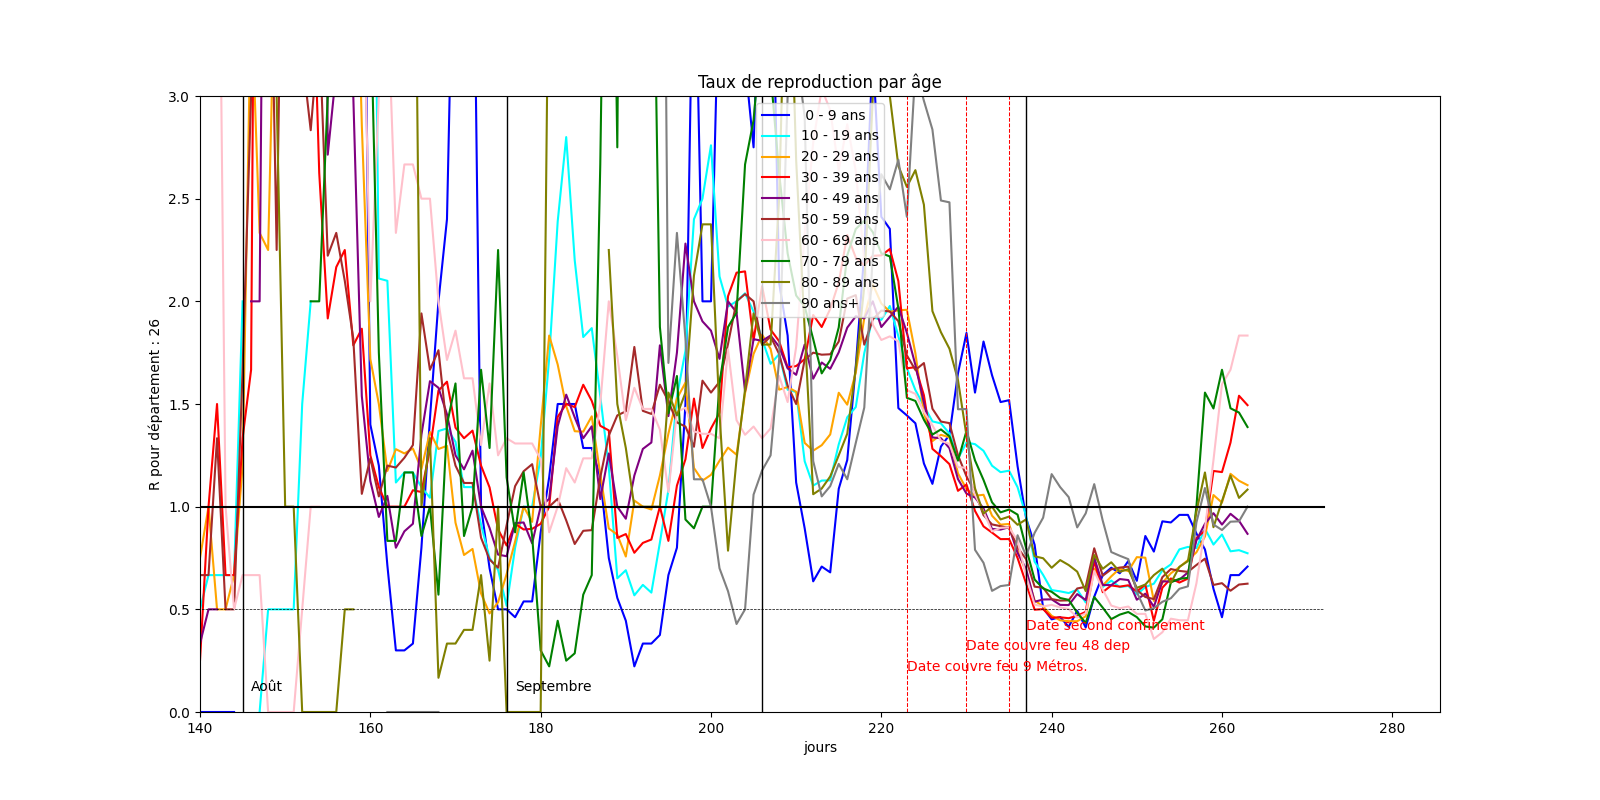 Taux de reproduction par âge
R pour département : 26
3.0
2.5
2.0
1.5
1.0
0.5
0.0
0 - 9 ans
10 - 19 ans
20 - 29 ans
30 - 39 ans
40 - 49 ans
50 - 59 ans
60 - 69 ans
70 - 79 ans
80 - 89 ans
90 ans+
Date second confinement
Date couvre feu 48 dep
Date couvre feu 9 Métros.
Août
Septembre
140
160
180
200
220
240
260
280
jours